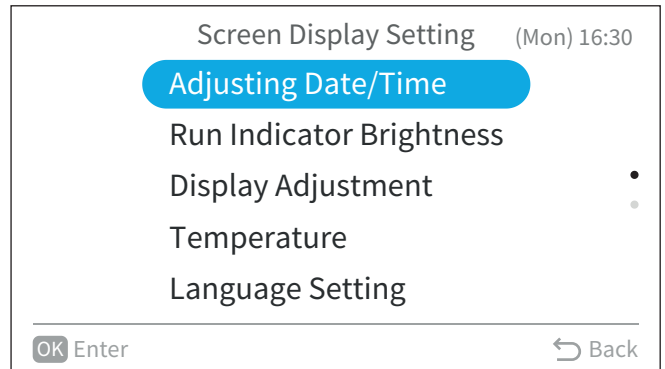 Screen Display Setting (Mon) 16:30
Adjusting Date/Time
Run Indicator Brightness
Display Adjustment
Temperature
Language Setting
OK Enter Back